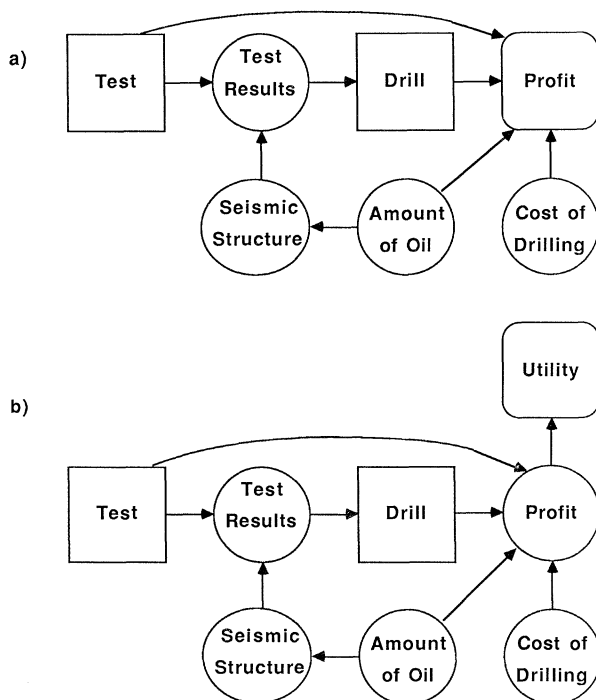 a)
Test
Test
Results
Drill
Profit
Seismic
Structure
Amount
of Oil
Cost of
Drilling
b)
Utility
Test
Test
Results
Drill
Profit
Seismic
Structure
Amount
of Oil
Cost of
Drilling